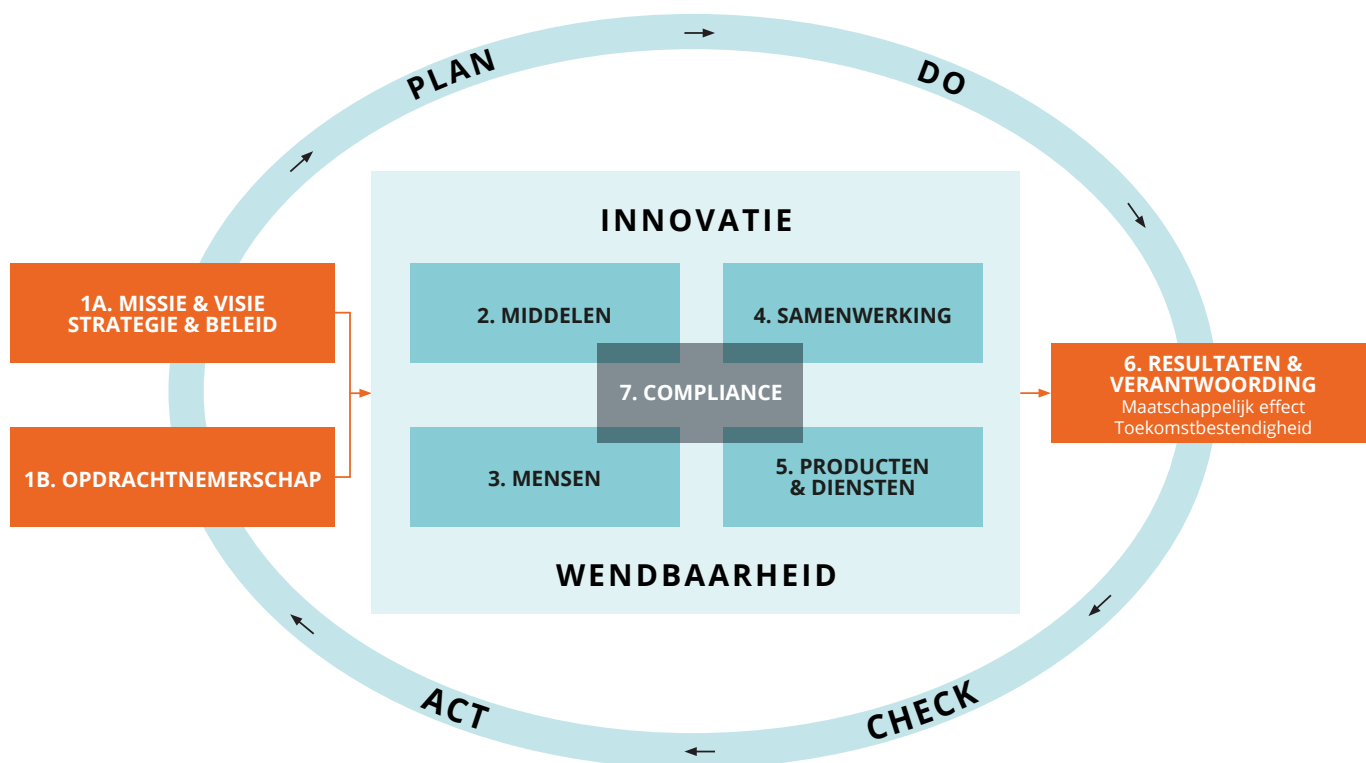 PLAN
DO
INNOVATIE
1A. MISSIE & VISIE
STRATEGIE & BELEID
2. MIDDELEN
4. SAMENWERKING
7. COMPLIANCE
6. RESULTATEN &
VERANTWOORDING
Maatschappelijk effect
Toekomstbestendigheid
1B. OPDRACHTNEMERSCHAP
3. MENSEN
5. PRODUCTEN
& DIENSTEN
WENDBAARHEID
ACT
CHECK